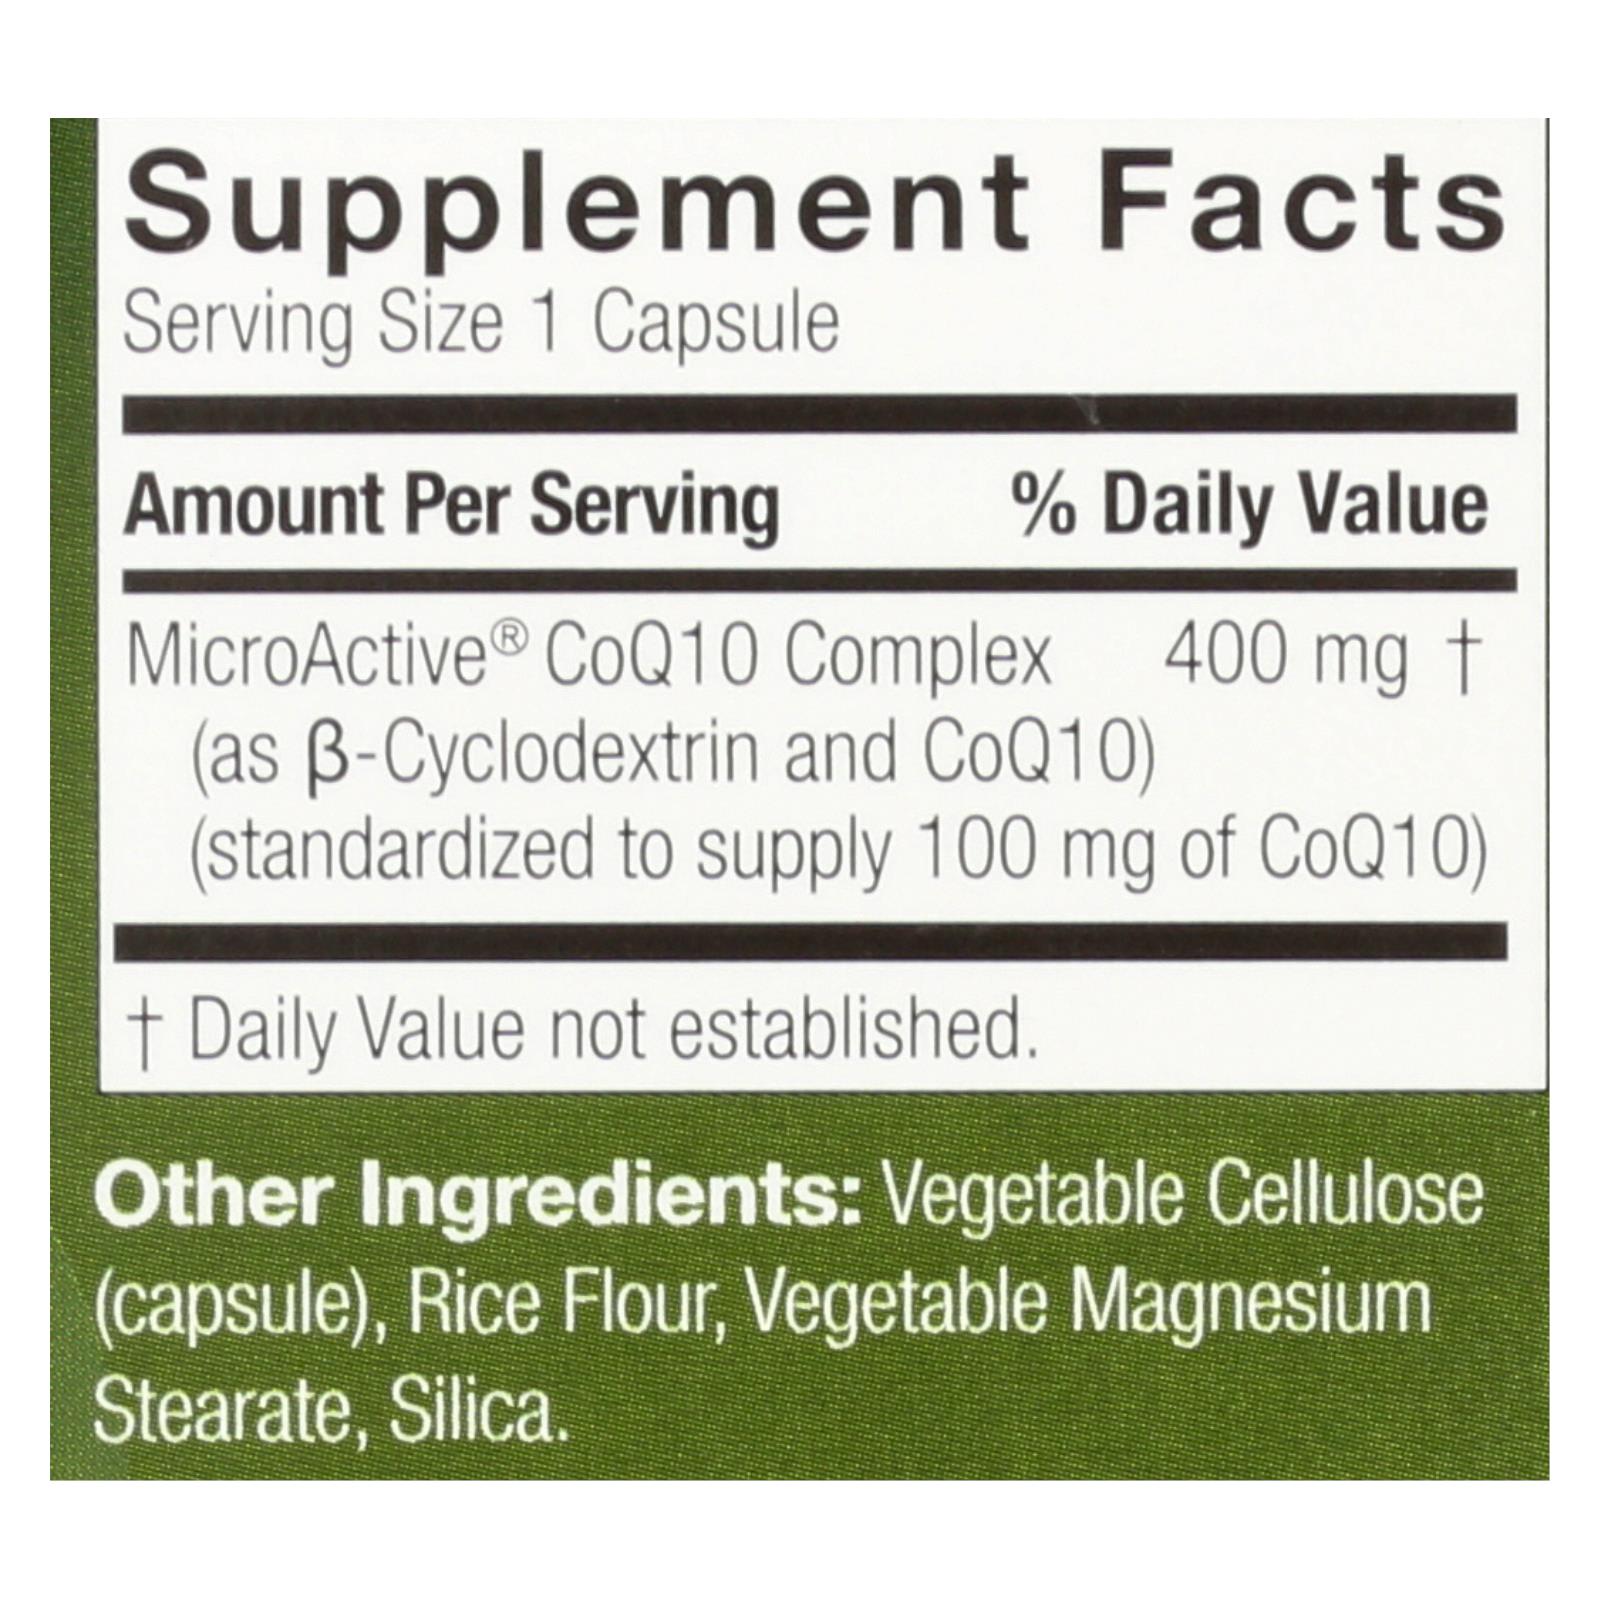 Supplement Facts
Serving Size 1 Capsule
Amount Per Serving % Daily Value
MicroActive® CoQ10 Complex 400 mg †
(as β-Cyclodextrin and CoQ10)
(standardized to supply 100 mg of CoQ10)
† Daily Value not established.
Other Ingredients: Vegetable Cellulose
(capsule), Rice Flour, Vegetable Magnesium
Stearate, Silica.